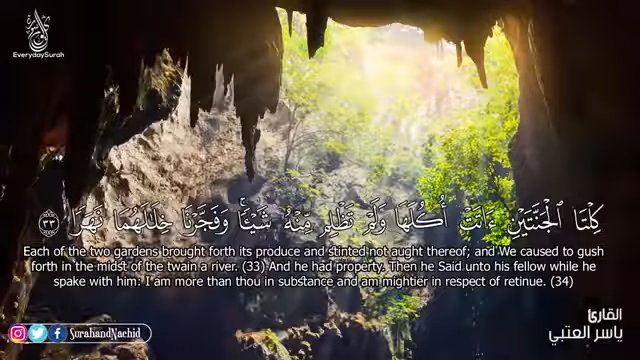 EverydaySurah
كِلْتَا ٱلْجَنَّتَيْنِ ءَاتَتْ أُكُلَهَا وَلَمْ تَظْلِم مِّنْهُ شَيْـًٔا ۚ وَفَجَّرْنَا خِلَـٰلَهُمَا نَهَرًا ٣٣
Each of the two gardens brought forth its produce and stinted not aught thereof; and We caused to gush
forth in the midst of the twain a river. (33) And he had property. Then he Said unto his fellow while he
spake with him: I am more than thou in substance and am mightier in respect of retinue. (34)
القارئ
ياسر العتبي
SurahandNachid